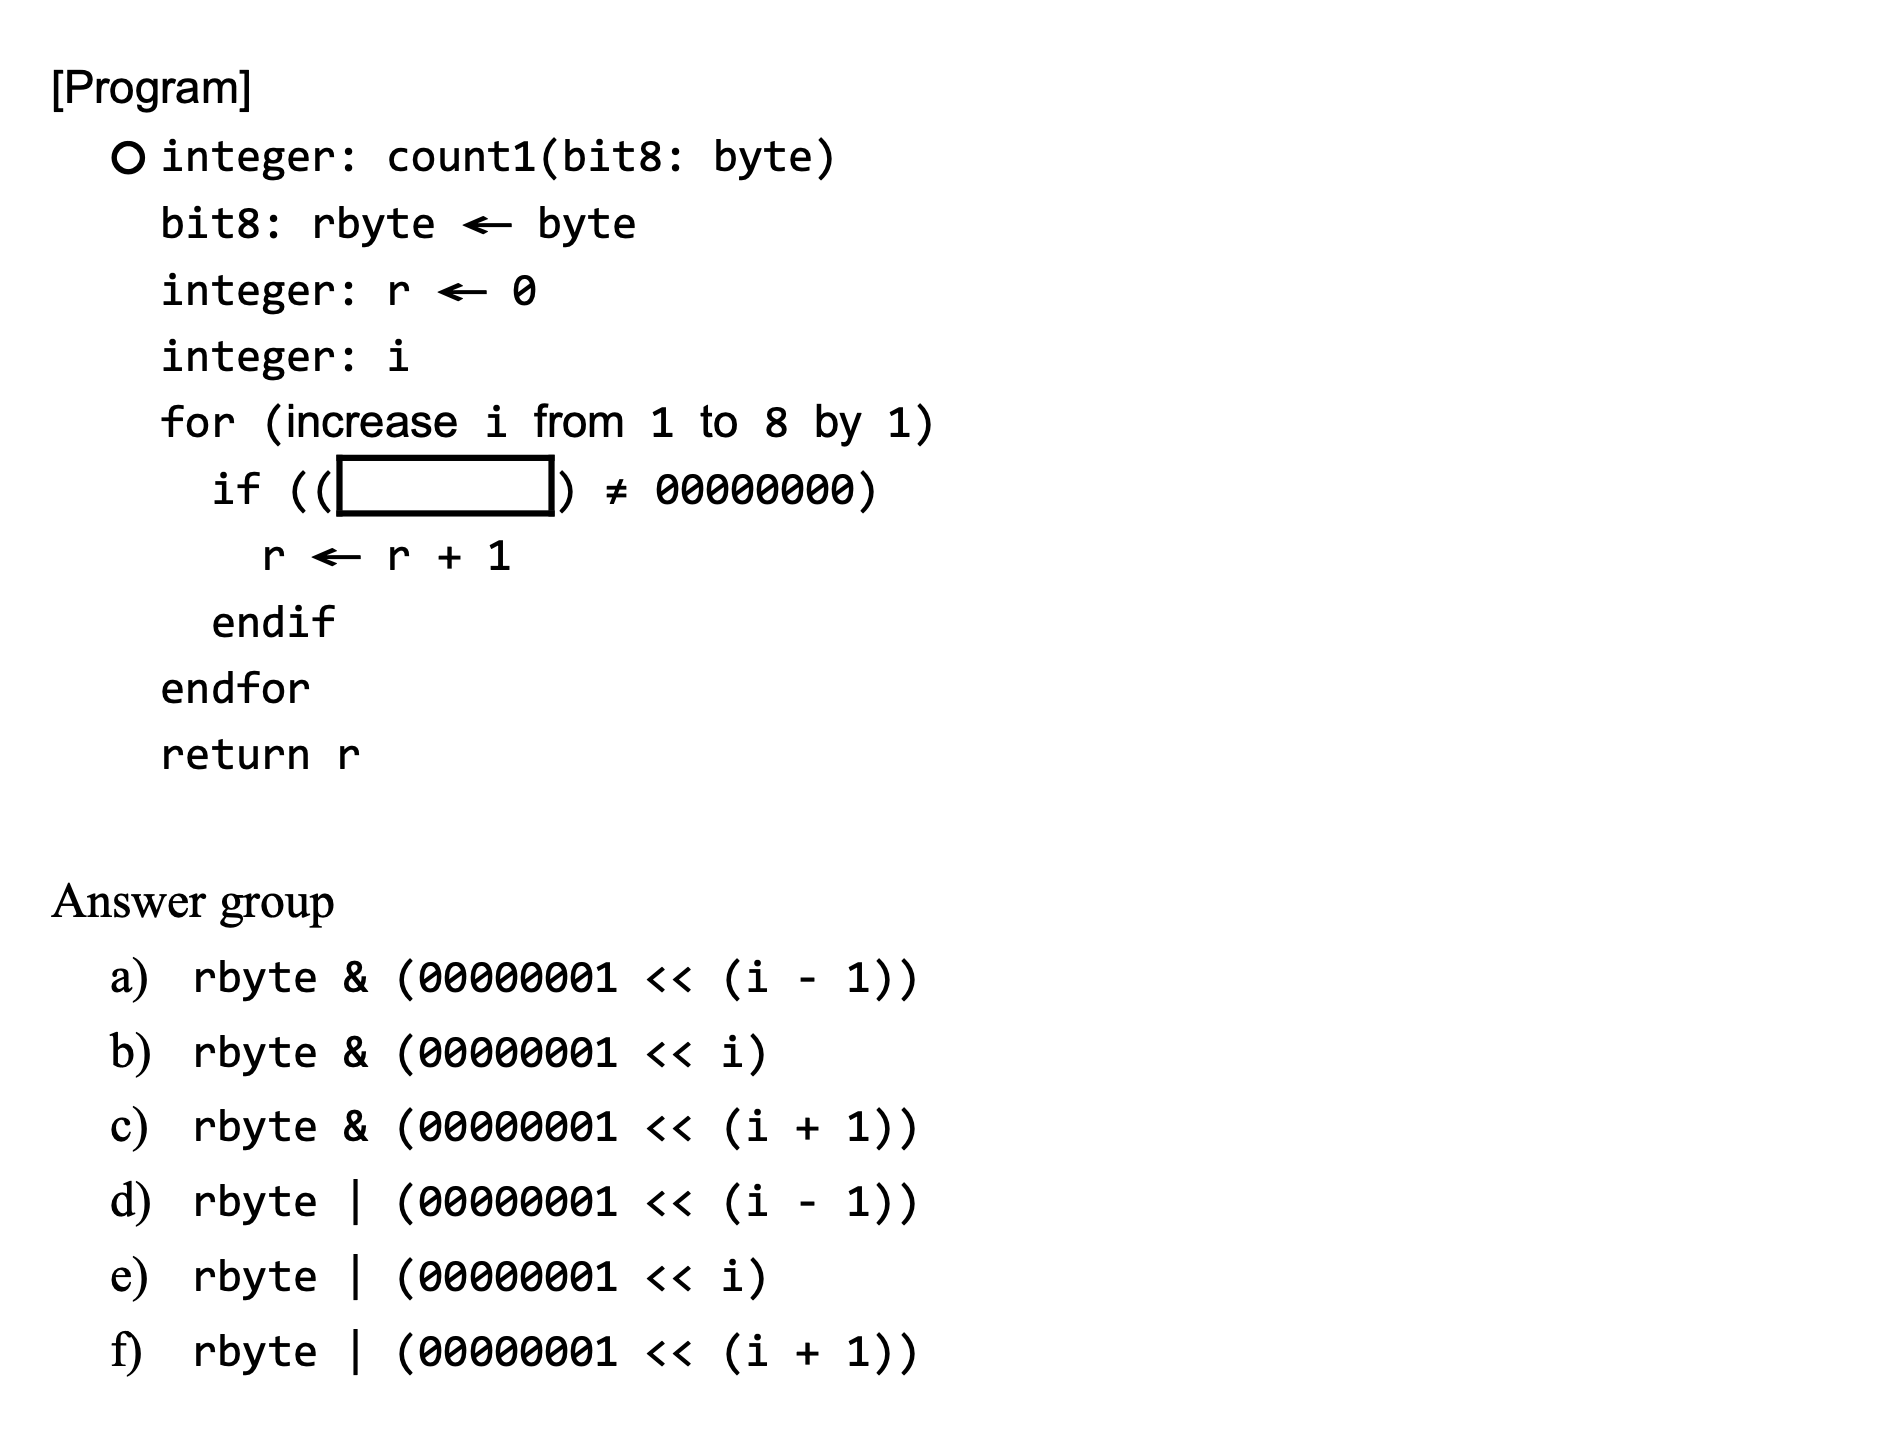 [Program]
○ integer: count1(bit8: byte)
bit8: rbyte ← byte
integer: r ← 0
integer: i
for (increase i from 1 to 8 by 1)
if (( ) ≠ 00000000)
r ← r + 1
endif
endfor
return r
Answer group
a) rbyte & (00000001 << (i - 1))
b) rbyte & (00000001 << i)
c) rbyte & (00000001 << (i + 1))
d) rbyte | (00000001 << (i - 1))
e) rbyte | (00000001 << i)
f) rbyte | (00000001 << (i + 1))